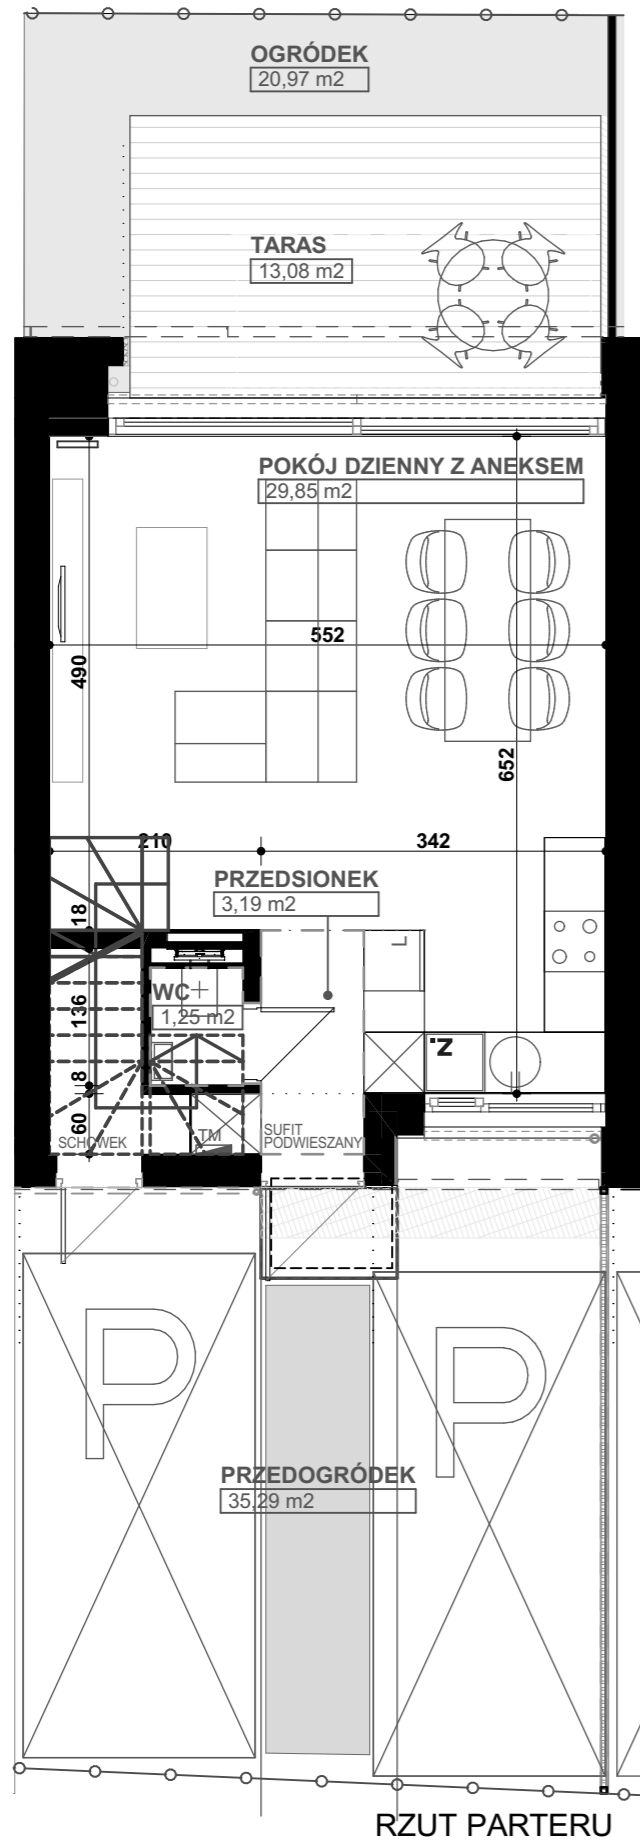 OGRÓDEK
20,97 m2
TARAS
13,08 m2
POKÓJ DZIENNY Z ANEKSEM
29,85 m2
552
490
652
210
342
PRZEDSIONEK
3,19 m2
18
WC
1,25 m2
136
Z.
8
60
SCHOWEK
TM
SUFIT
PODWIESZANY
L
P
P
PRZEDOGRÓDEK
35,29 m2
RZUT PARTERU